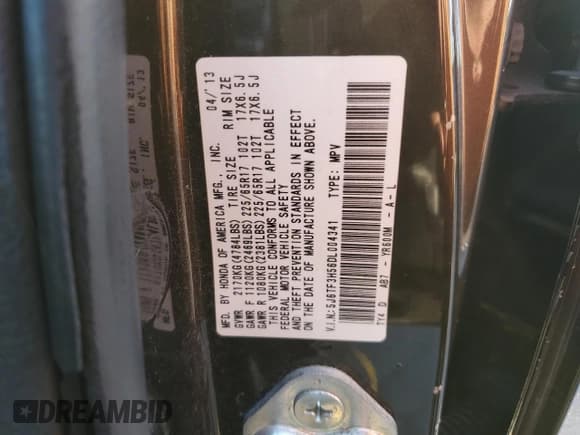 MFD. BY HONDA OF AMERICA MFG., INC. 04/13
TIRE SIZE RIM SIZE
GVWR 2170KG(4784LBS)
GAWR F 1120KG(2469LBS) 225/65R17 102T 17X6.5J
GAWR R 1080KG(2381LBS) 225/65R17 102T 17X6.5J
THIS VEHICLE CONFORMS TO ALL APPLICABLE
FEDERAL MOTOR VEHICLE SAFETY
AND THEFT PREVENTION STANDARDS IN EFFECT
ON THE DATE OF MANUFACTURE SHOWN ABOVE.
V.I.N.:5J6TF3H56DL004341 TYPE: MPV
TY4 D AB7 - YR600M - A - L
DREAMBID